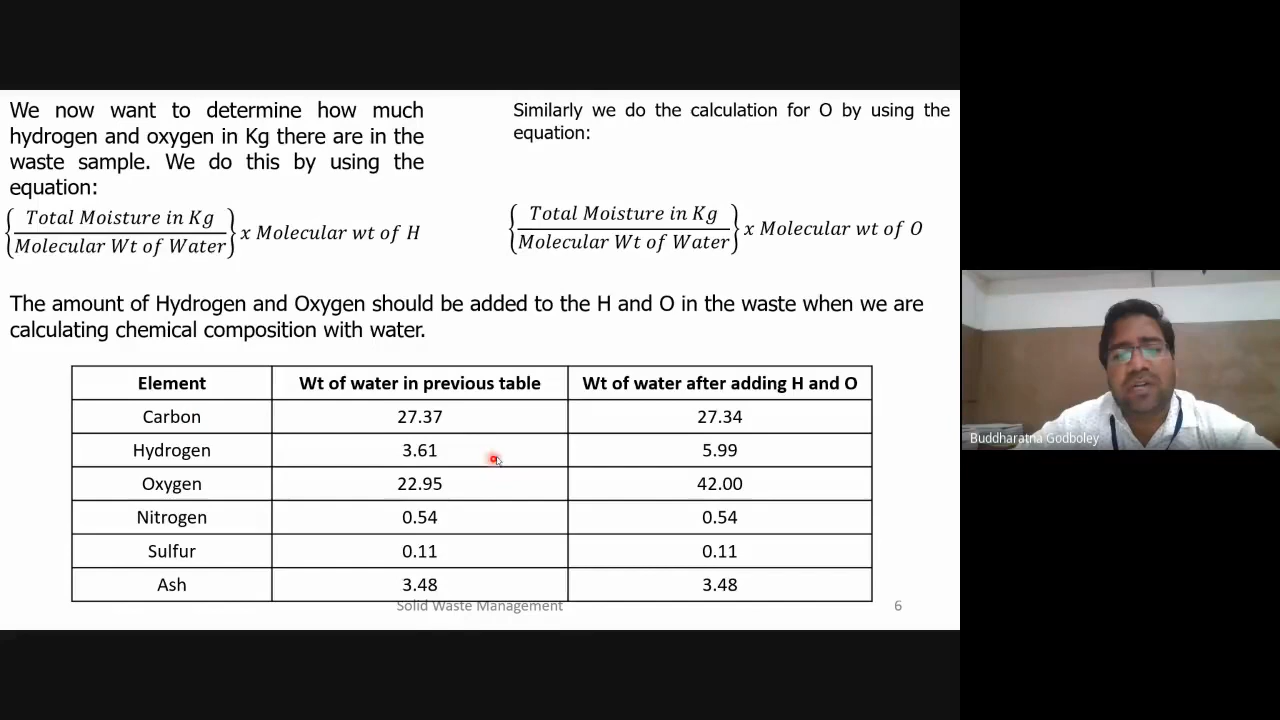 We now want to determine how much
hydrogen and oxygen in Kg there are in the
waste sample. We do this by using the
equation:
{Total Moisture in Kg / Molecular Wt of Water} x Molecular wt of H
Similarly we do the calculation for O by using the
equation:
{Total Moisture in Kg / Molecular Wt of Water} x Molecular wt of O
The amount of Hydrogen and Oxygen should be added to the H and O in the waste when we are
calculating chemical composition with water.
Element Wt of water in previous table Wt of water after adding H and O
Carbon 27.37 27.34
Hydrogen 3.61 5.99
Oxygen 22.95 42.00
Nitrogen 0.54 0.54
Sulfur 0.11 0.11
Ash 3.48 3.48
Solid Waste Management 6
Buddharatna Godboley